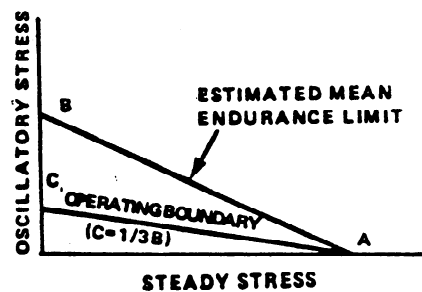 OSCILLATORY STRESS
B
ESTIMATED MEAN
ENDURANCE LIMIT
C,
OPERATING BOUNDARY
(C=1/3B)
A
STEADY STRESS